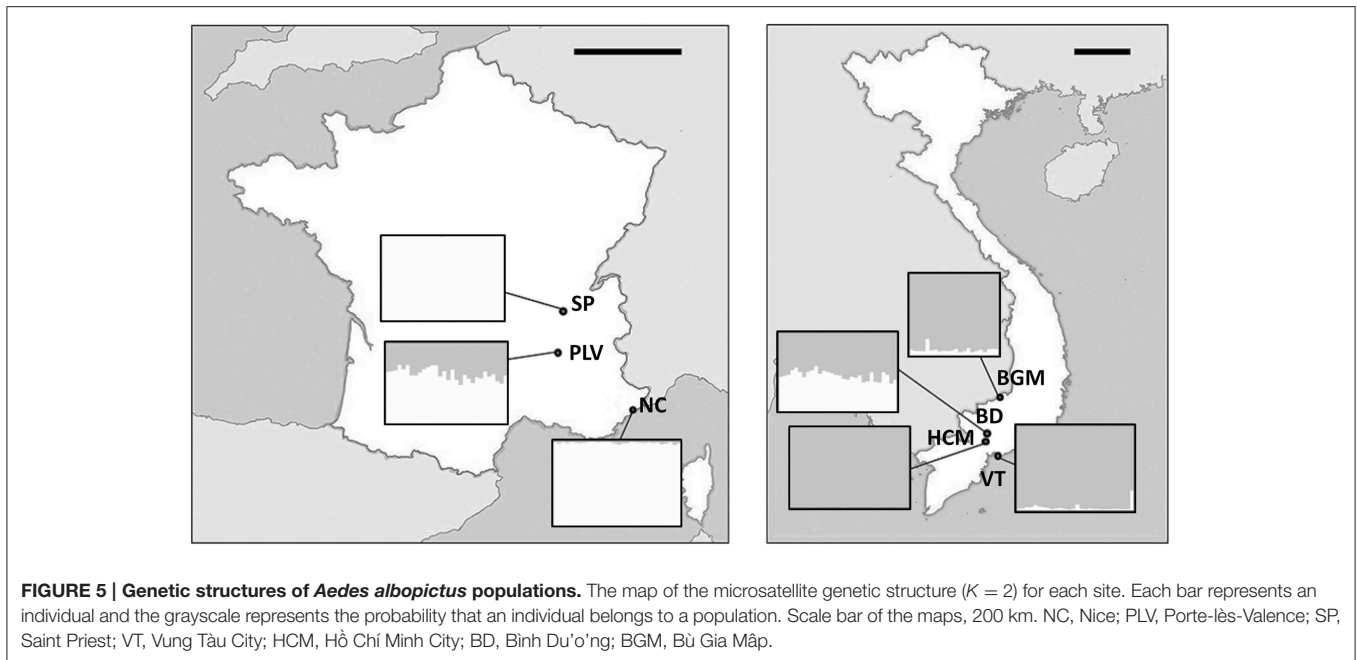 SP
PLV
NC
BGM
BD
HCM
VT
FIGURE 5 | Genetic structures of Aedes albopictus populations. The map of the microsatellite genetic structure (K = 2) for each site. Each bar represents an
individual and the grayscale represents the probability that an individual belongs to a population. Scale bar of the maps, 200 km. NC, Nice; PLV, Porte-lès-Valence; SP,
Saint Priest; VT, Vung Tàu City; HCM, Hồ Chí Minh City; BD, Bình Du'o'ng; BGM, Bù Gia Mâp.